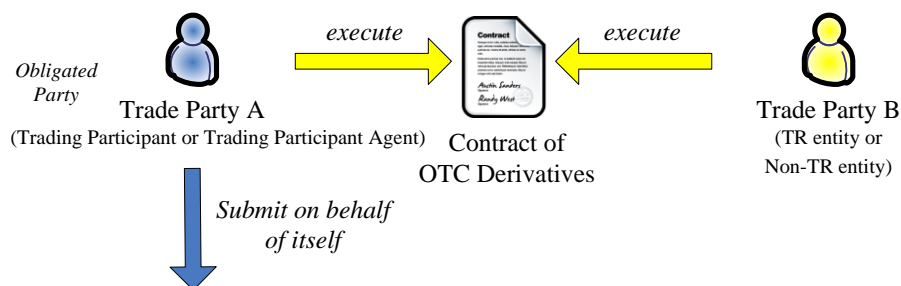 execute
execute
Contract
Austin Sanders
Randy West
Obligated
Party
Trade Party A
(Trading Participant or Trading Participant Agent)
Contract of
OTC Derivatives
Trade Party B
(TR entity or
Non-TR entity)
Submit on behalf
of itself